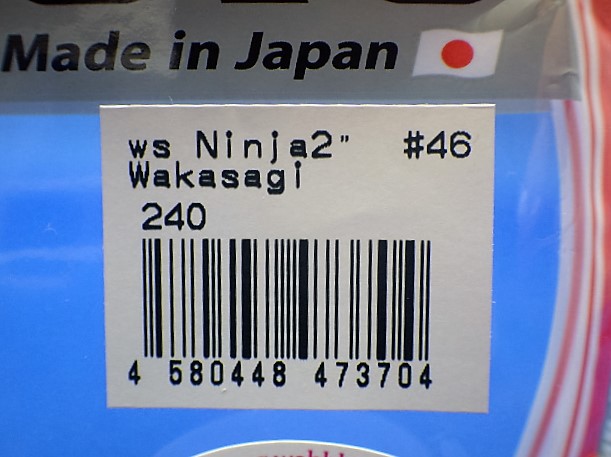 Made in Japan
ws Ninja2" #46
Wakasagi
240
4 580448 473704